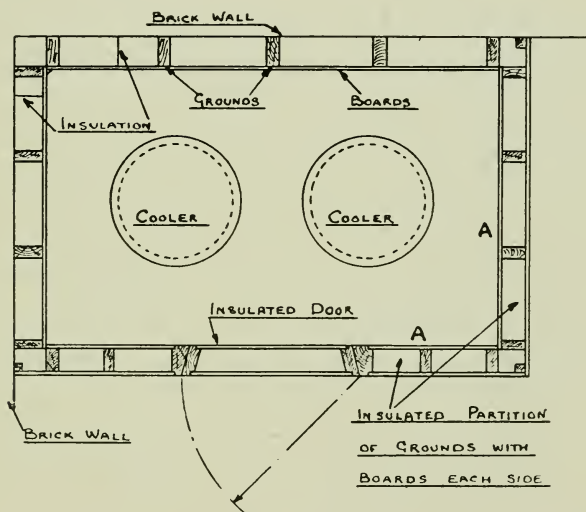 BRICK WALL
GROUNDS
BOARDS
INSULATION
COOLER
COOLER
A
INSULATED DOOR
A
BRICK WALL
INSULATED PARTITION
OF GROUNDS WITH
BOARDS EACH SIDE